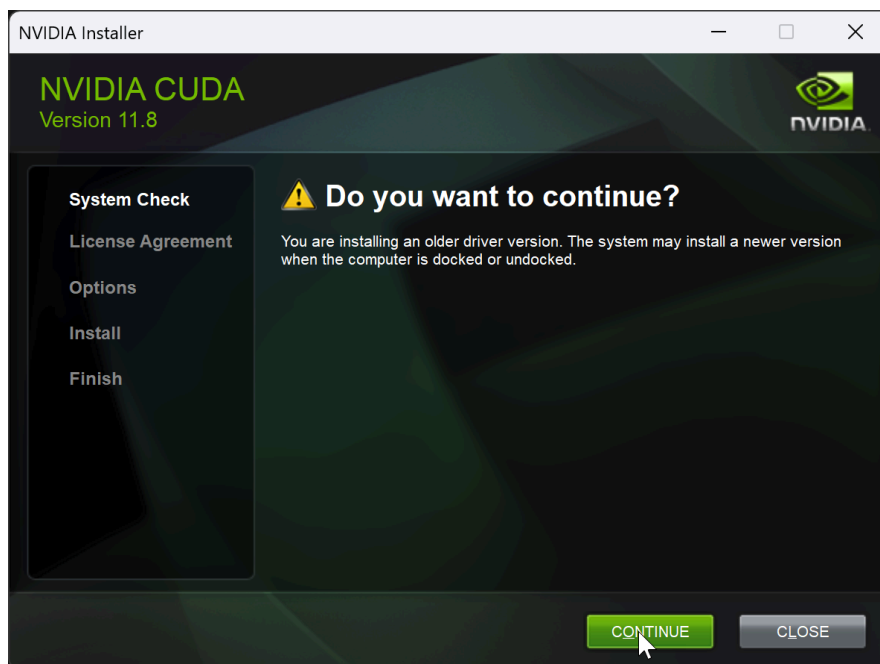 NVIDIA Installer
NVIDIA CUDA
Version 11.8
NVIDIA.
System Check
License Agreement
Options
Install
Finish
Do you want to continue?
You are installing an older driver version. The system may install a newer version
when the computer is docked or undocked.
CONTINUE
CLOSE